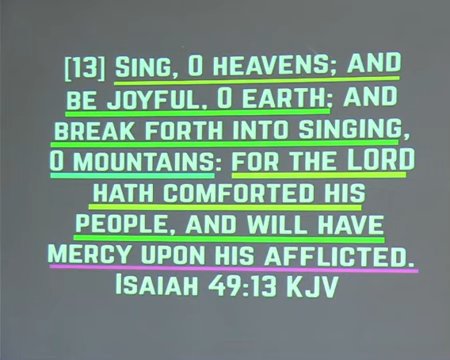 [13] SING, O HEAVENS; AND
BE JOYFUL, O EARTH; AND
BREAK FORTH INTO SINGING,
O MOUNTAINS: FOR THE LORD
HATH COMFORTED HIS
PEOPLE, AND WILL HAVE
MERCY UPON HIS AFFLICTED.
ISAIAH 49:13 KJV